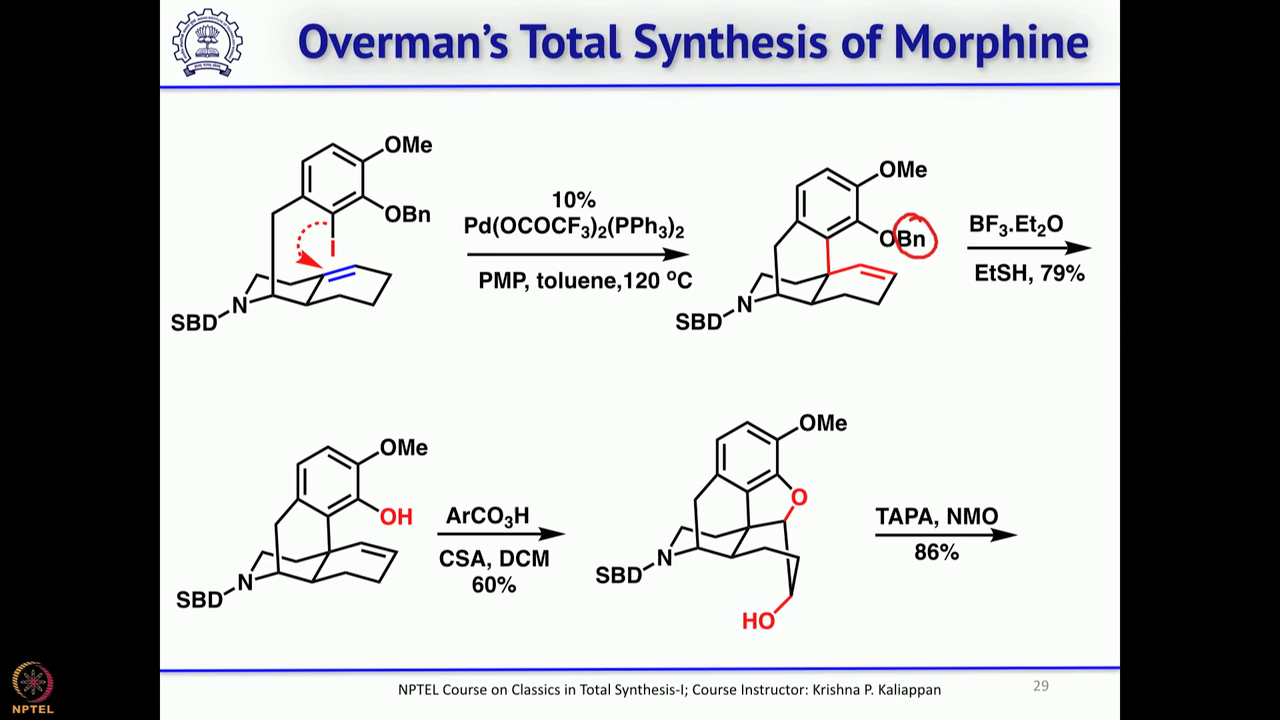 Overman's Total Synthesis of Morphine
OMe
OBn
I
N
SBD
10%
Pd(OCOCF₃)₂(PPh₃)₂
PMP, toluene,120 ºC
OMe
OBn
N
SBD
BF₃.Et₂O
EtSH, 79%
OMe
OH
N
SBD
ArCO₃H
CSA, DCM
60%
OMe
O
N
SBD
HO
TAPA, NMO
86%
NPTEL
NPTEL Course on Classics in Total Synthesis-I; Course Instructor: Krishna P. Kaliappan
29